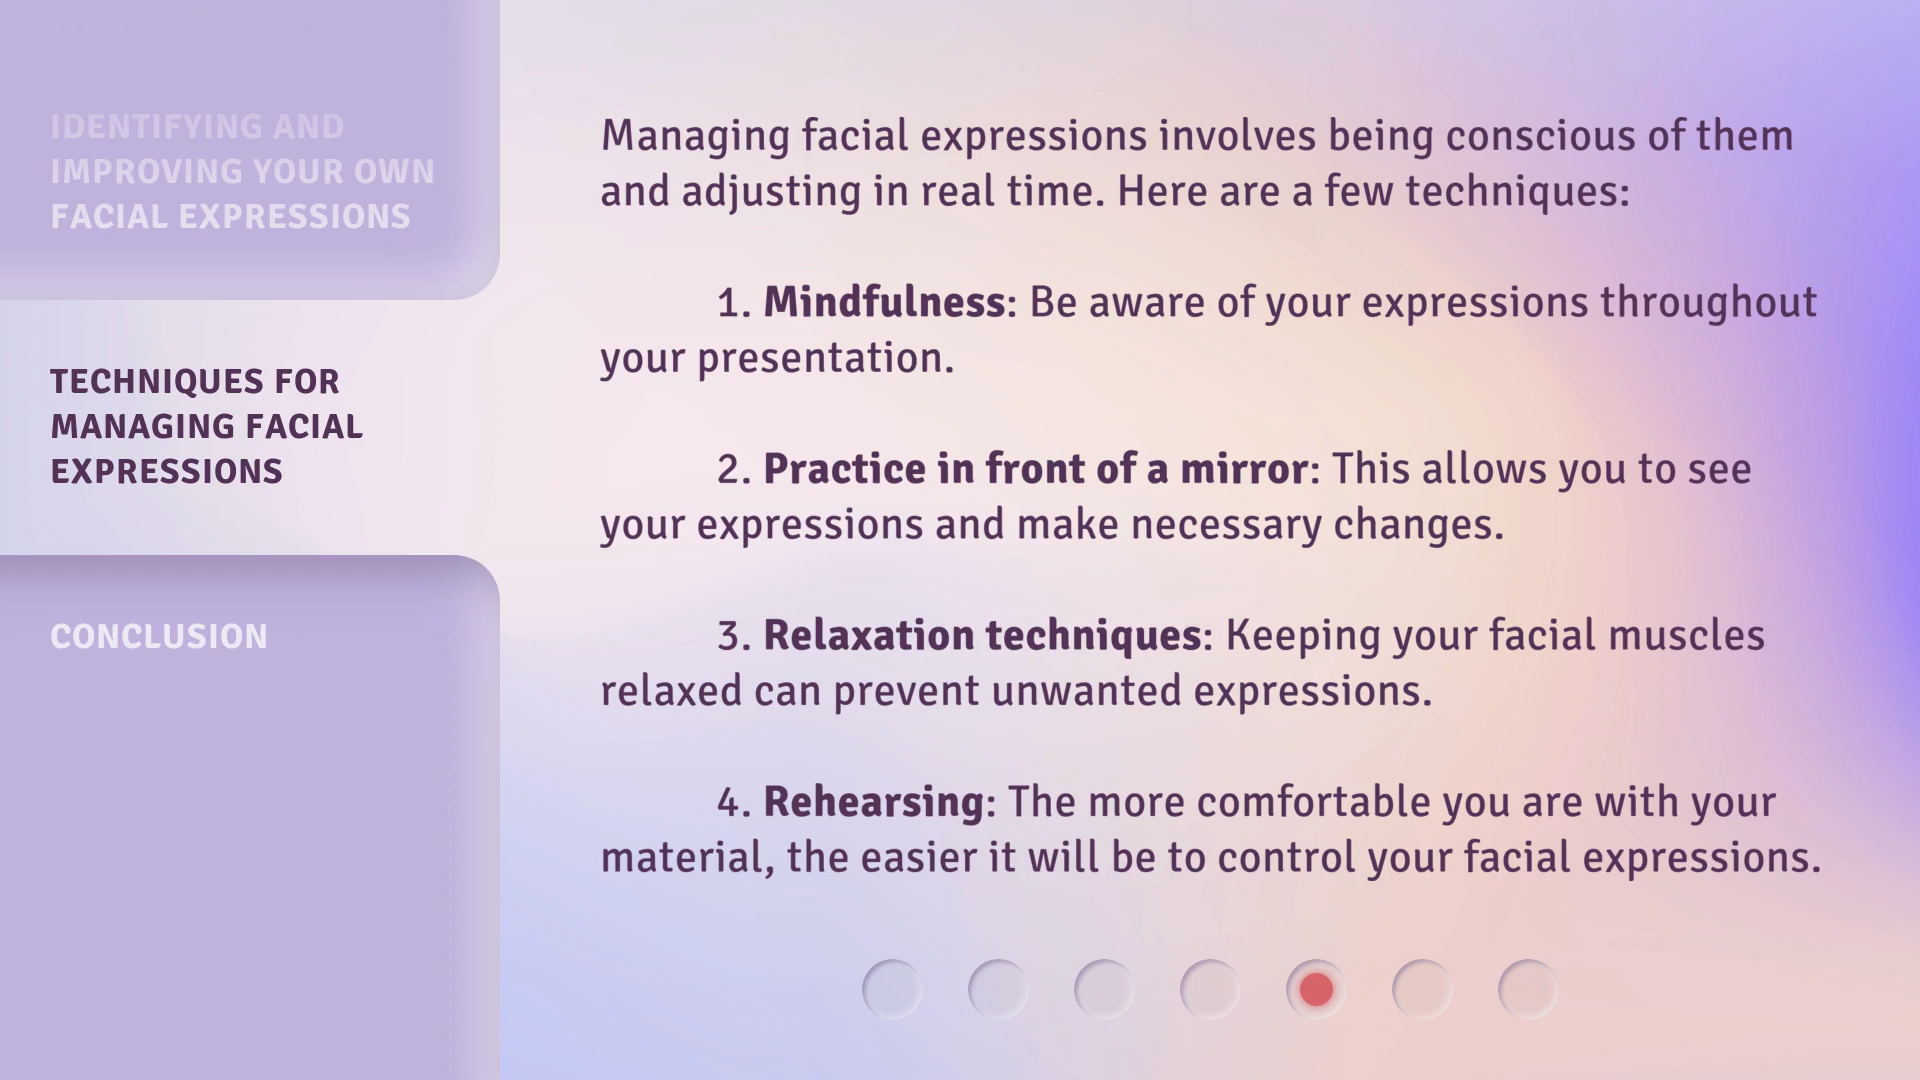 IDENTIFYING AND
IMPROVING YOUR OWN
FACIAL EXPRESSIONS
TECHNIQUES FOR
MANAGING FACIAL
EXPRESSIONS
CONCLUSION
Managing facial expressions involves being conscious of them
and adjusting in real time. Here are a few techniques:
1. Mindfulness: Be aware of your expressions throughout
your presentation.
2. Practice in front of a mirror: This allows you to see
your expressions and make necessary changes.
3. Relaxation techniques: Keeping your facial muscles
relaxed can prevent unwanted expressions.
4. Rehearsing: The more comfortable you are with your
material, the easier it will be to control your facial expressions.